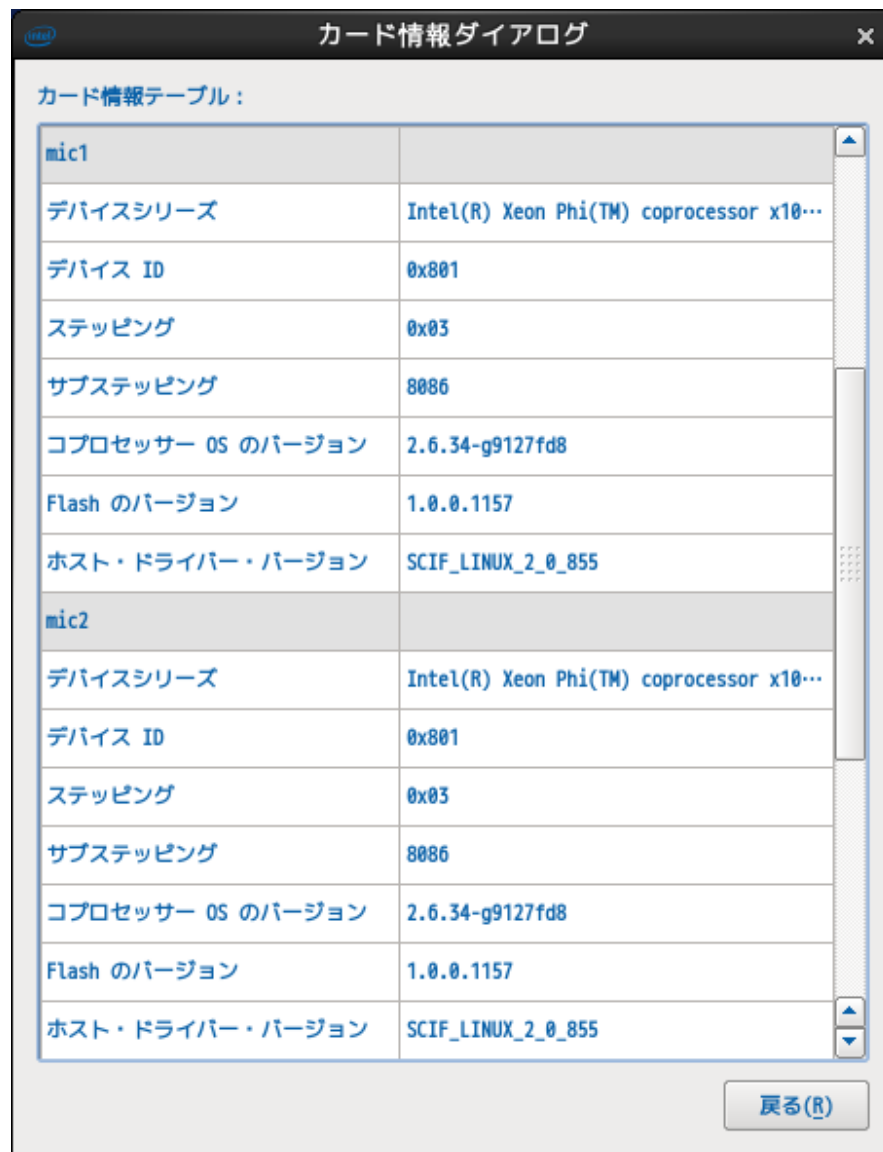 intel
カード情報ダイアログ
カード情報テーブル：
mic1
デバイスシリーズ Intel(R) Xeon Phi(TM) coprocessor x10…
デバイス ID 0x801
ステッピング 0x03
サブステッピング 8086
コプロセッサー OS のバージョン 2.6.34-g9127fd8
Flash のバージョン 1.0.0.1157
ホスト・ドライバー・バージョン SCIF_LINUX_2_0_855
mic2
デバイスシリーズ Intel(R) Xeon Phi(TM) coprocessor x10…
デバイス ID 0x801
ステッピング 0x03
サブステッピング 8086
コプロセッサー OS のバージョン 2.6.34-g9127fd8
Flash のバージョン 1.0.0.1157
ホスト・ドライバー・バージョン SCIF_LINUX_2_0_855
戻る(R)